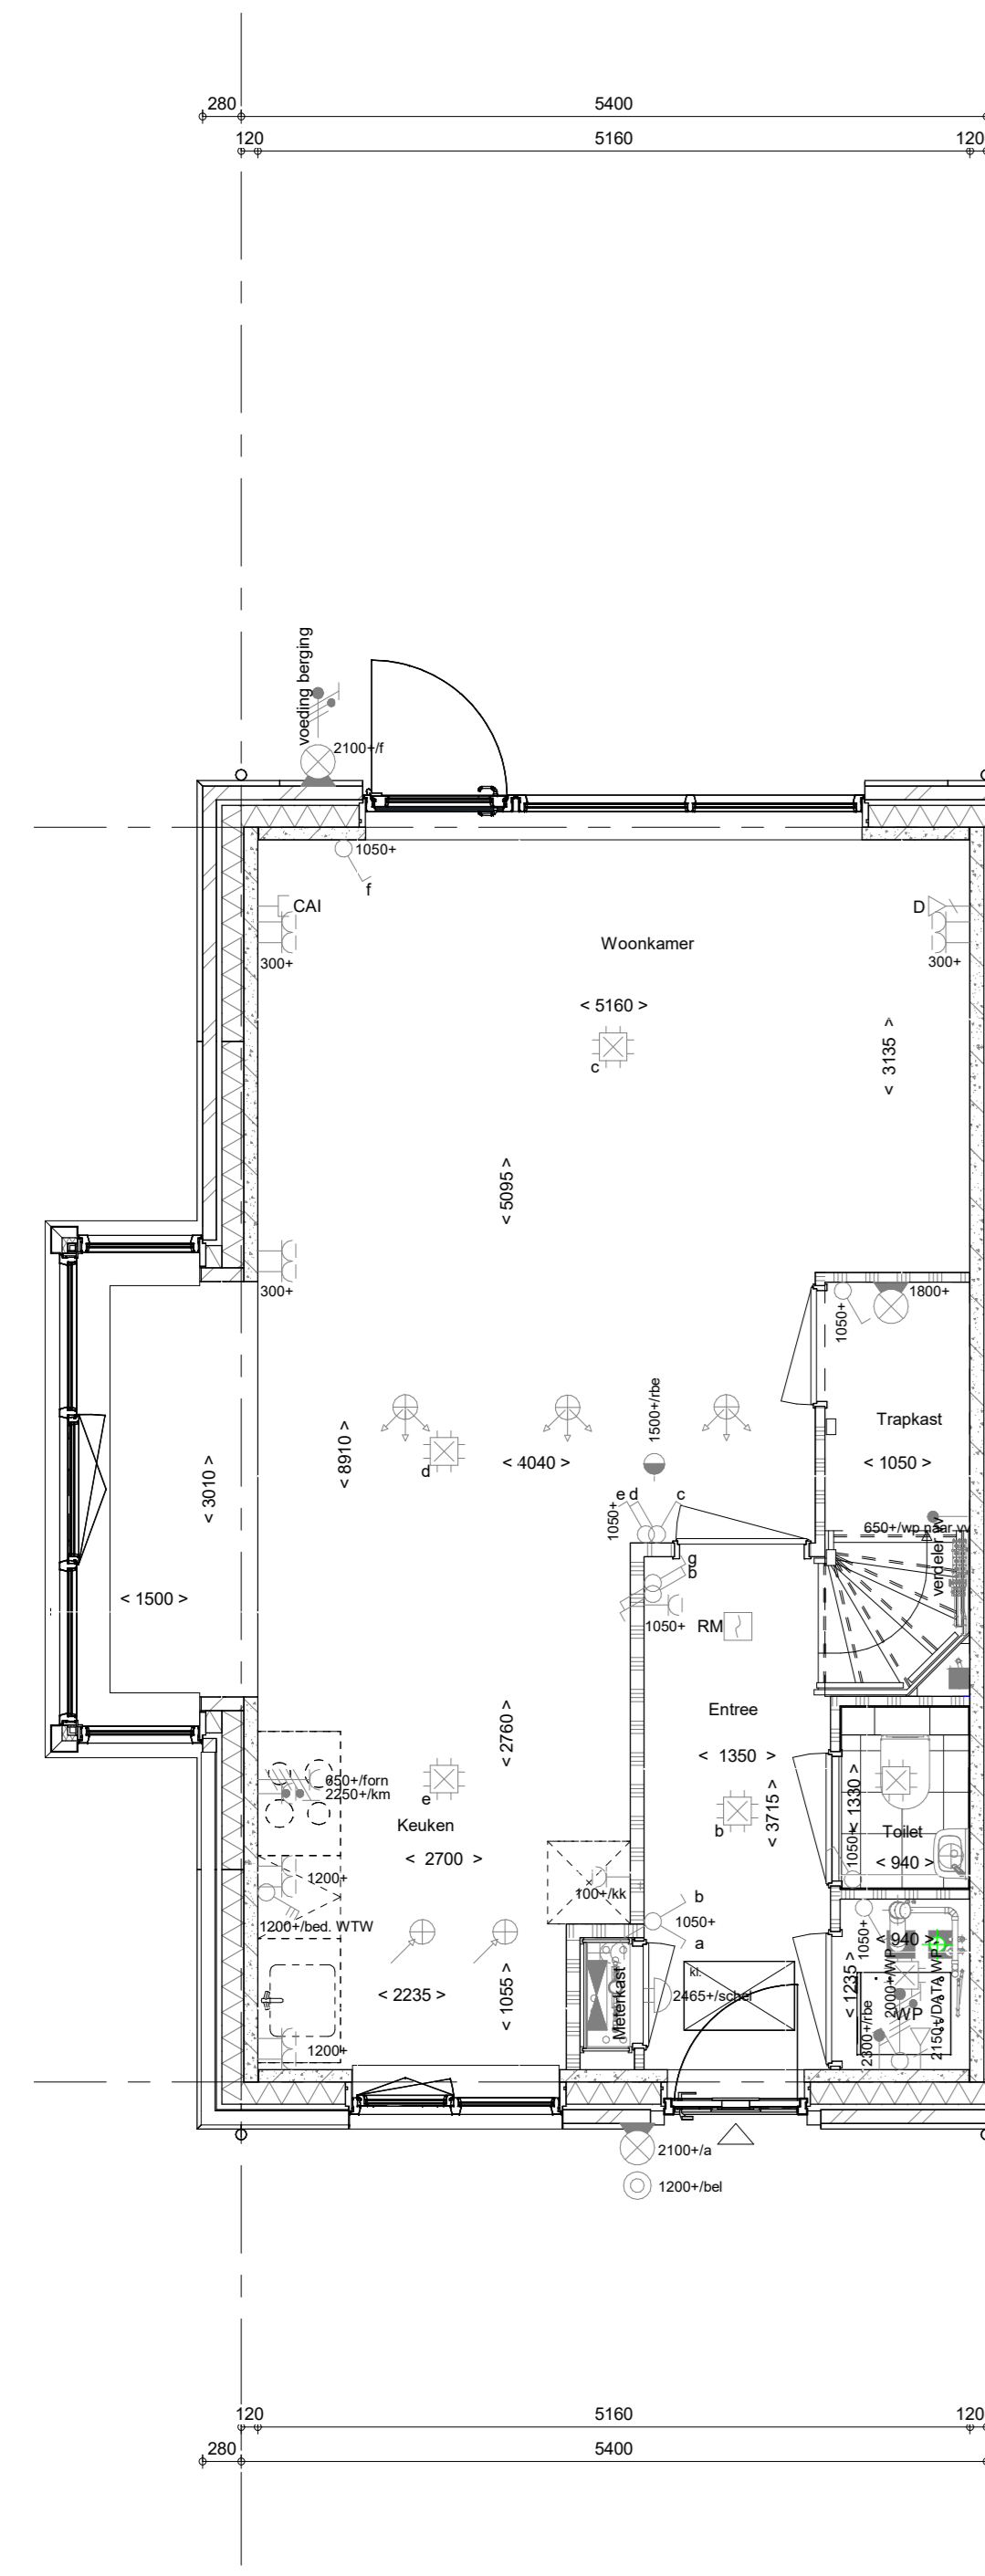 280
5400
120
5160
120
voeding berging
2100+/f
1050+
f
CAI
D
300+
300+
Woonkamer
< 5160 >
c
< 3135 >
< 5095 >
300+
1050+
1800+
1500+/rbe
Trapkast
< 8910 >
d
< 4040 >
< 1050 >
< 3010 >
e d
c
1050+
650+/wp naar vv
verdeler vv
g
b
< 1500 >
1050+
RM
Entree
< 2760 >
< 1350 >
650+/forn
2250+/km
e
< 1330 >
Keuken
b
< 3715 >
Toilet
< 2700 >
1050+
< 940 >
1200+
100+/kk
1200+/bed. WTW
b
1050+
a
1050+
< 940 >
kl.
< 2235 >
< 1055 >
Meterkast
2465+/schel
< 1235 >
2000+/WP
WP
2300+/rbe
2150+/DATA WP
1200+
2100+/a
1200+/bel
120
5160
120
280
5400